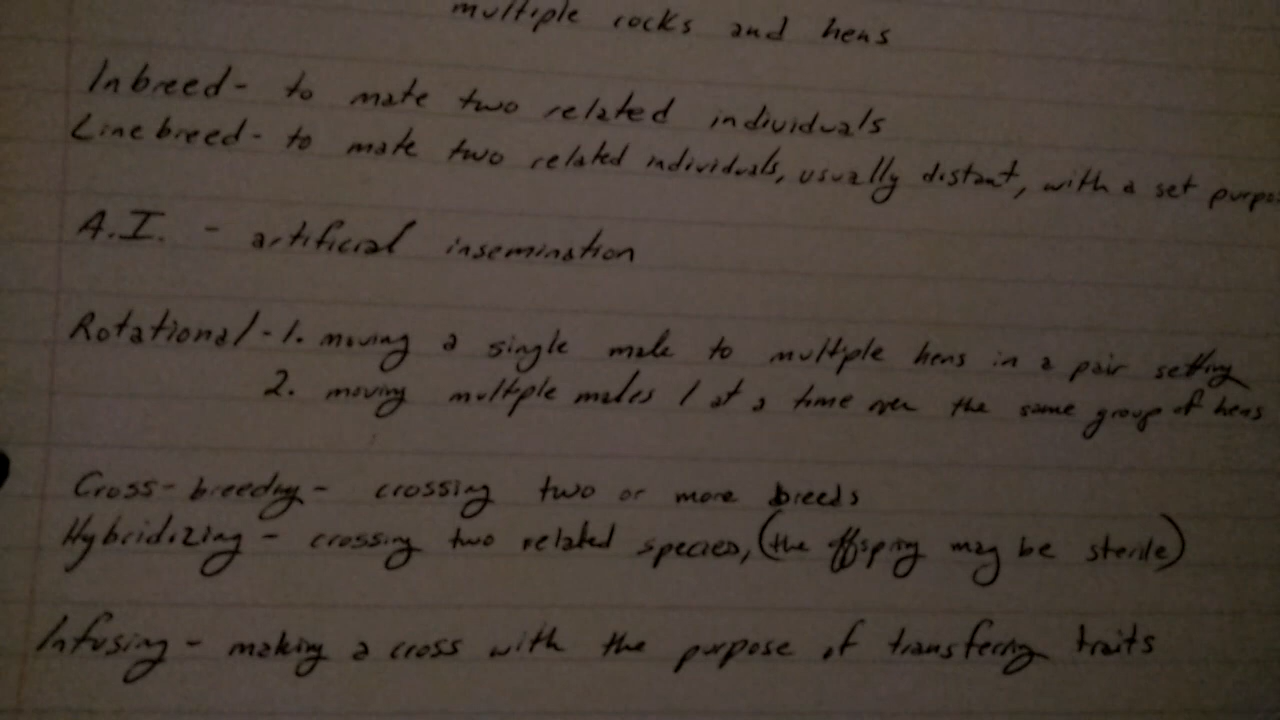 multiple cocks and hens
Inbreed - to mate two related individuals
Linebreed - to mate two related individuals, usually distant, with a set purpo
A.I. - artificial insemination
Rotational - 1. moving a single male to multiple hens in a pair setting
2. moving multiple males 1 at a time over the same group of hens
Cross-breeding - crossing two or more breeds
Hybridizing - crossing two related species, (the offspring may be sterile)
Infusing - making a cross with the purpose of transferring traits